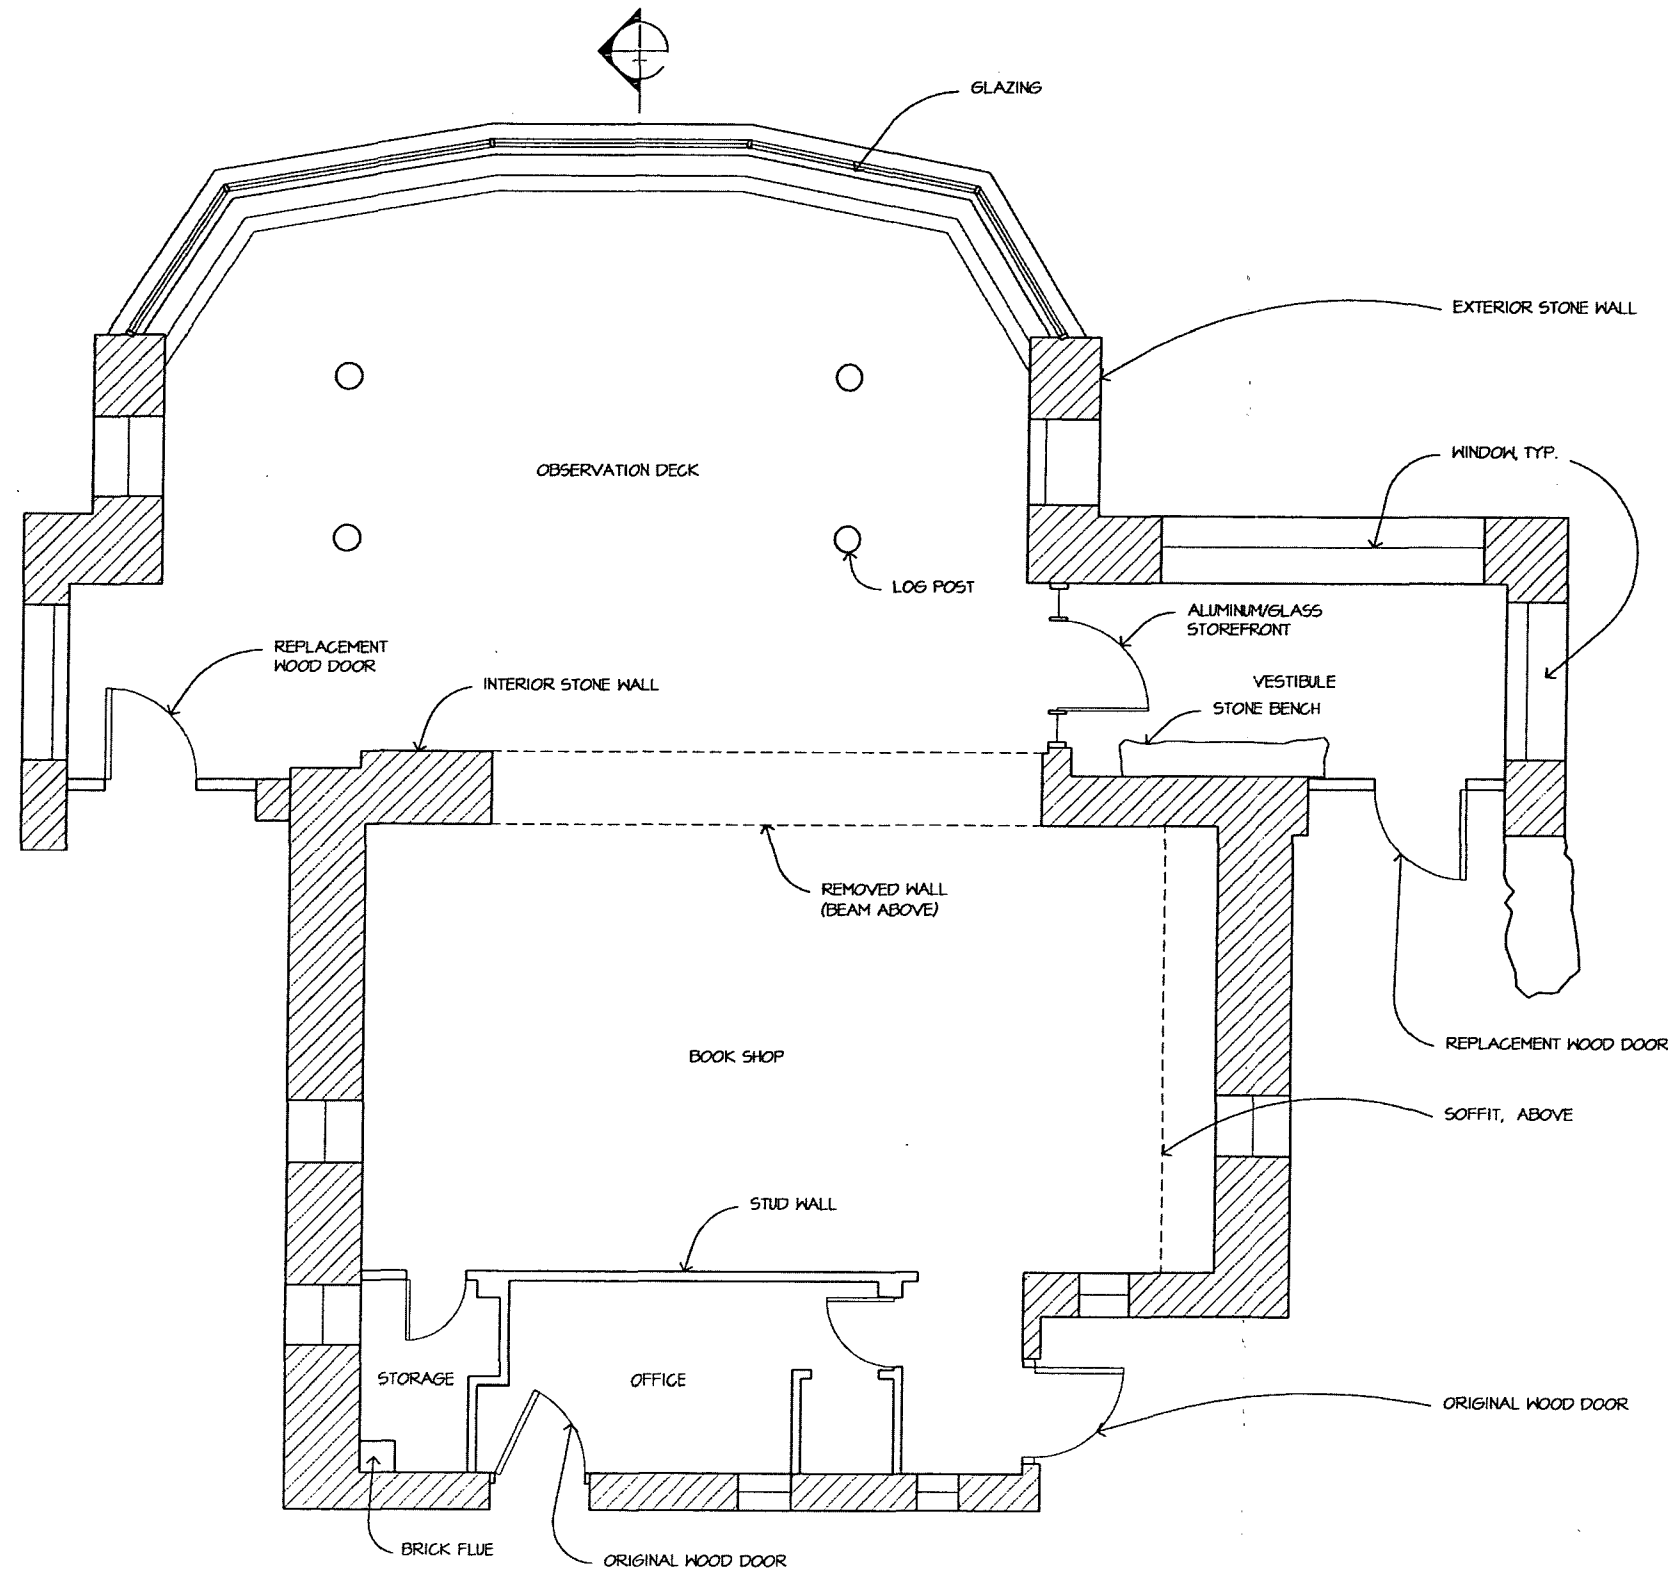 GLAZING
EXTERIOR STONE WALL
WINDOW, TYP.
OBSERVATION DECK
LOG POST
ALUMINUM/GLASS
STOREFRONT
REPLACEMENT
WOOD DOOR
INTERIOR STONE WALL
VESTIBULE
STONE BENCH
REMOVED WALL
(BEAM ABOVE)
REPLACEMENT WOOD DOOR
BOOK SHOP
SOFFIT, ABOVE
STUD WALL
STORAGE
OFFICE
ORIGINAL WOOD DOOR
BRICK FLUE
ORIGINAL WOOD DOOR